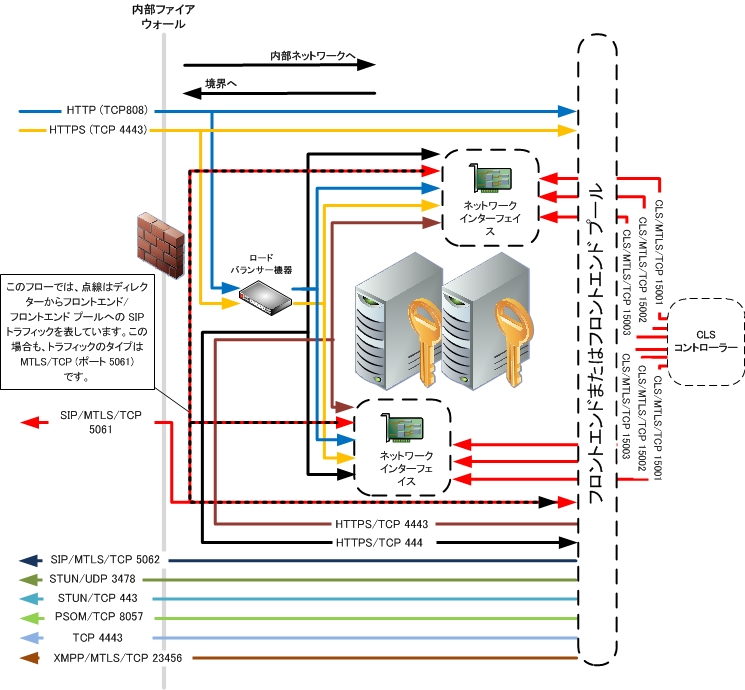 内部ファイア
ウォール
内部ネットワークへ
境界へ
HTTP (TCP808)
HTTPS (TCP 4443)
ネットワーク
インターフェイ
ス
ロード
バランサー機器
このフローでは、点線はディレク
ターからフロントエンド/
フロントエンド プールへの SIP
トラフィックを表しています。この
場合も、トラフィックのタイプは
MTLS/TCP (ポート 5061)
です。
フロントエンドまたはフロントエンド プール
CLS/MTLS/TCP 15001
CLS/MTLS/TCP 15002
CLS/MTLS/TCP 15003
CLS
コントローラー
CLS/MTLS/TCP 15003
CLS/MTLS/TCP 15002
CLS/MTLS/TCP 15001
SIP/MTLS/TCP
5061
ネットワーク
インターフェ
イス
HTTPS/TCP 4443
HTTPS/TCP 444
SIP/MTLS/TCP 5062
STUN/UDP 3478
STUN/TCP 443
PSOM/TCP 8057
TCP 4443
XMPP/MTLS/TCP 23456